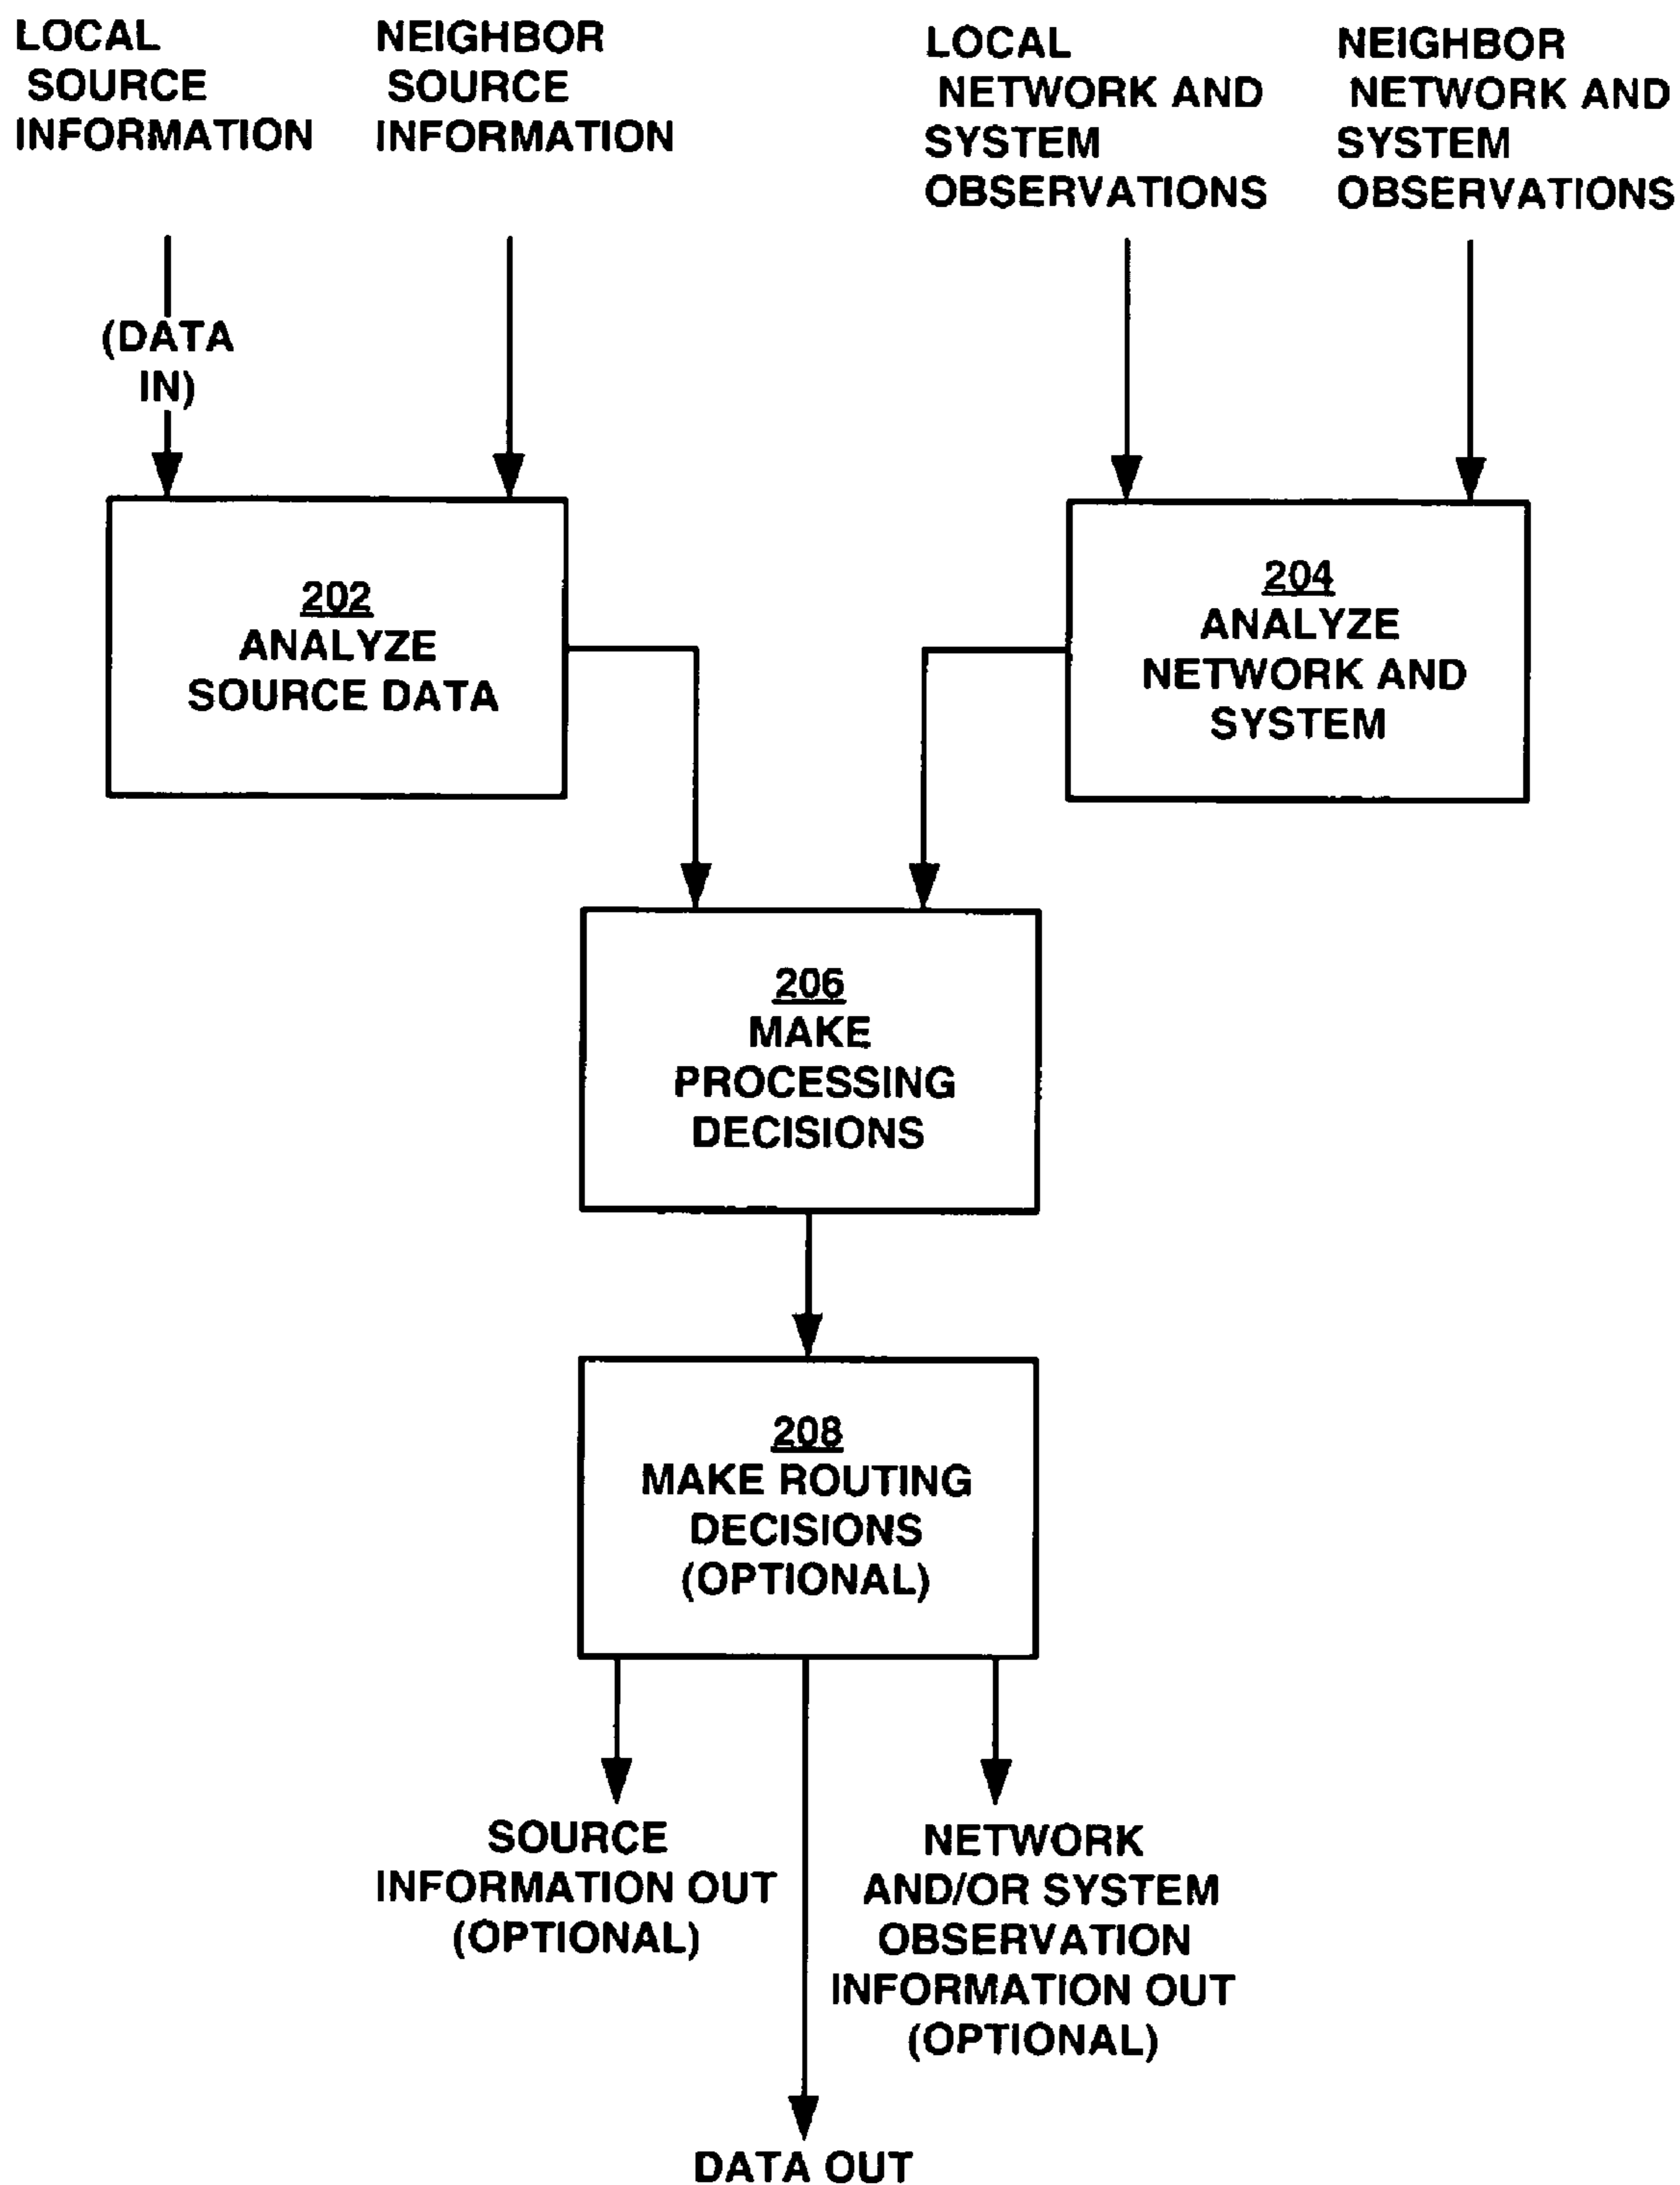 LOCAL
SOURCE
INFORMATION
NEIGHBOR
SOURCE
INFORMATION
LOCAL
NETWORK AND
SYSTEM
OBSERVATIONS
NEIGHBOR
NETWORK AND
SYSTEM
OBSERVATIONS
(DATA
IN)
202
ANALYZE
SOURCE DATA
204
ANALYZE
NETWORK AND
SYSTEM
206
MAKE
PROCESSING
DECISIONS
208
MAKE ROUTING
DECISIONS
(OPTIONAL)
SOURCE
INFORMATION OUT
(OPTIONAL)
NETWORK
AND/OR SYSTEM
OBSERVATION
INFORMATION OUT
(OPTIONAL)
DATA OUT